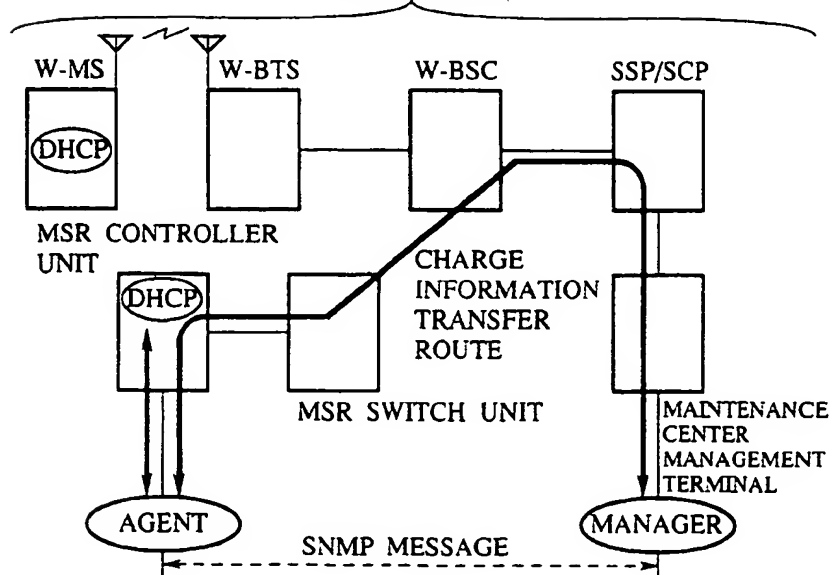 W-MS
W-BTS
W-BSC
SSP/SCP
DHCP
MSR CONTROLLER
UNIT
DHCP
CHARGE
INFORMATION
TRANSFER
ROUTE
MSR SWITCH UNIT
MAINTENANCE
CENTER
MANAGEMENT
TERMINAL
AGENT
MANAGER
SNMP MESSAGE